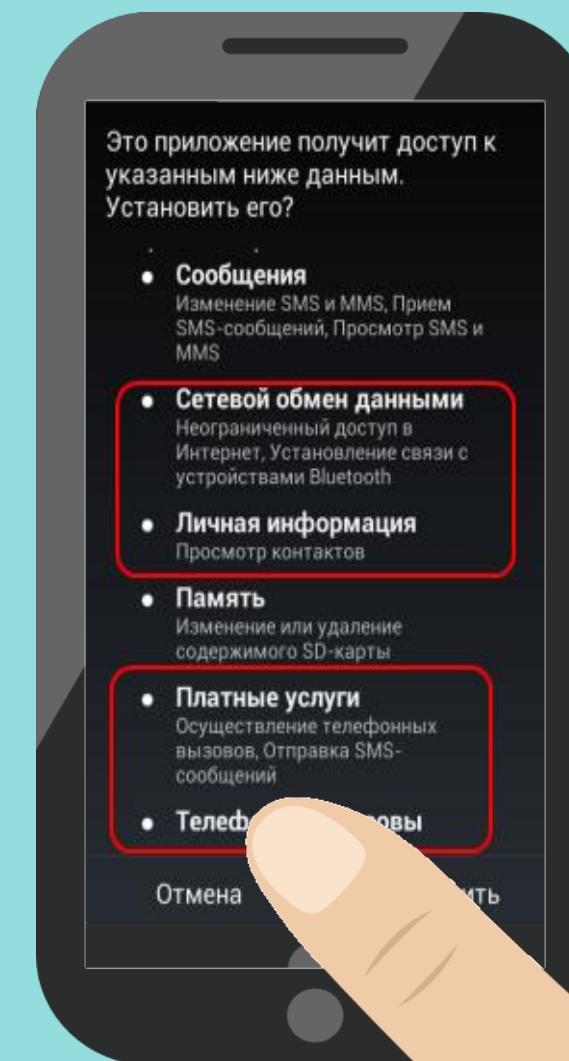 Это приложение получит доступ к
указанным ниже данным.
Установить его?
• Сообщения
Изменение SMS и MMS, Прием
SMS-сообщений, Просмотр SMS и
MMS
• Сетевой обмен данными
Неограниченный доступ в
Интернет, Установление связи с
устройствами Bluetooth
• Личная информация
Просмотр контактов
• Память
Изменение или удаление
содержимого SD-карты
• Платные услуги
Осуществление телефонных
вызовов, Отправка SMS-
сообщений
•
Отмена